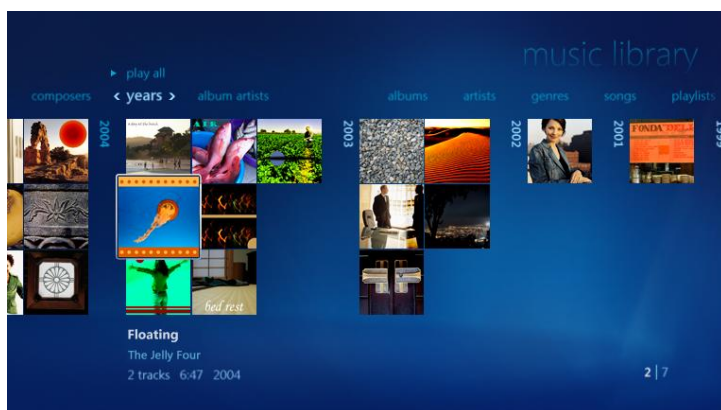 music library
play all
composers
< years >
album artists
albums
artists
genres
songs
playlists
2004
2003
2002
2001
bed rest
Floating
The Jelly Four
2 tracks 6:47 2004
2 | 7